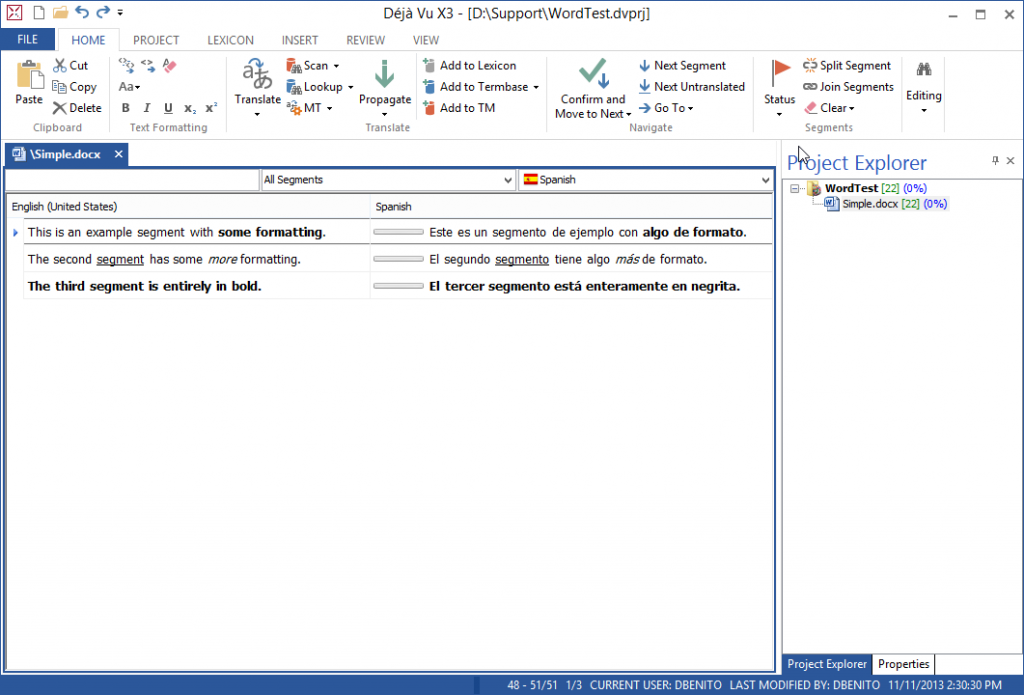 Déjà Vu X3 - [D:\Support\WordTest.dvprj]
FILE HOME PROJECT LEXICON INSERT REVIEW VIEW
Paste
Cut
Copy
Delete
Clipboard
Aa
B I U x₂ x²
Text Formatting
Translate
Scan
Lookup
MT
Propagate
Add to Lexicon
Add to Termbase
Add to TM
Translate
Confirm and
Move to Next
Next Segment
Next Untranslated
Go To
Navigate
Status
Split Segment
Join Segments
Clear
Segments
Editing
\Simple.docx
All Segments
Spanish
English (United States) Spanish
This is an example segment with some formatting. Este es un segmento de ejemplo con algo de formato.
The second segment has some more formatting. El segundo segmento tiene algo más de formato.
The third segment is entirely in bold. El tercer segmento está enteramente en negrita.
Project Explorer
WordTest [22] (0%)
Simple.docx [22] (0%)
Project Explorer Properties
48 - 51/51 1/3 CURRENT USER: DBENITO LAST MODIFIED BY: DBENITO 11/11/2013 2:30:30 PM